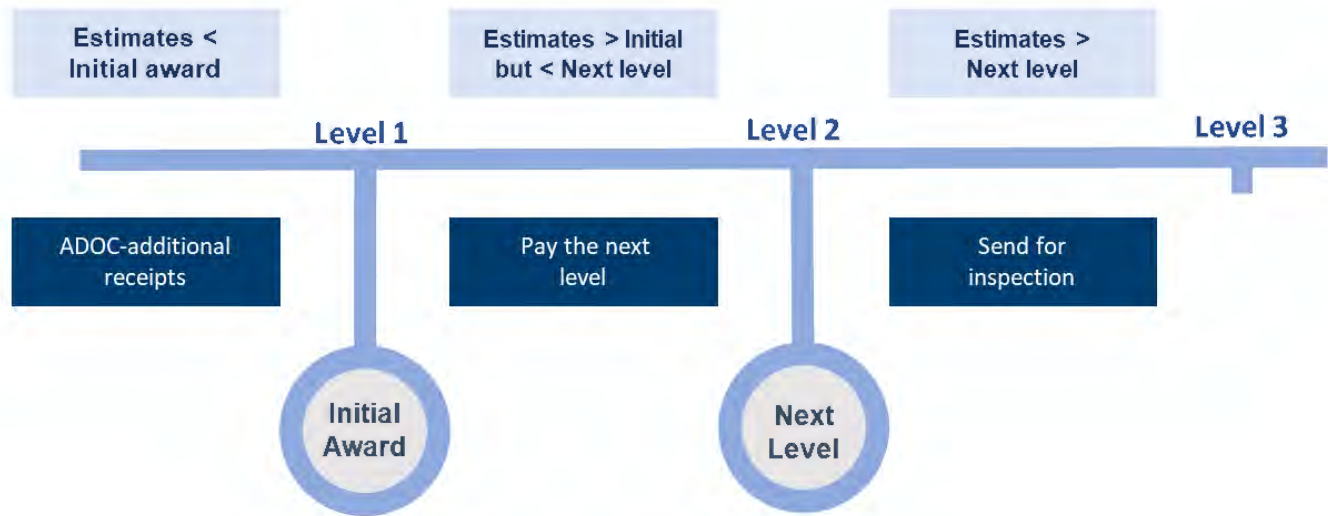 Estimates <
Initial award
Estimates > Initial
but < Next level
Estimates >
Next level
Level 1
Level 2
Level 3
ADOC-additional
receipts
Pay the next
level
Send for
inspection
Initial
Award
Next
Level